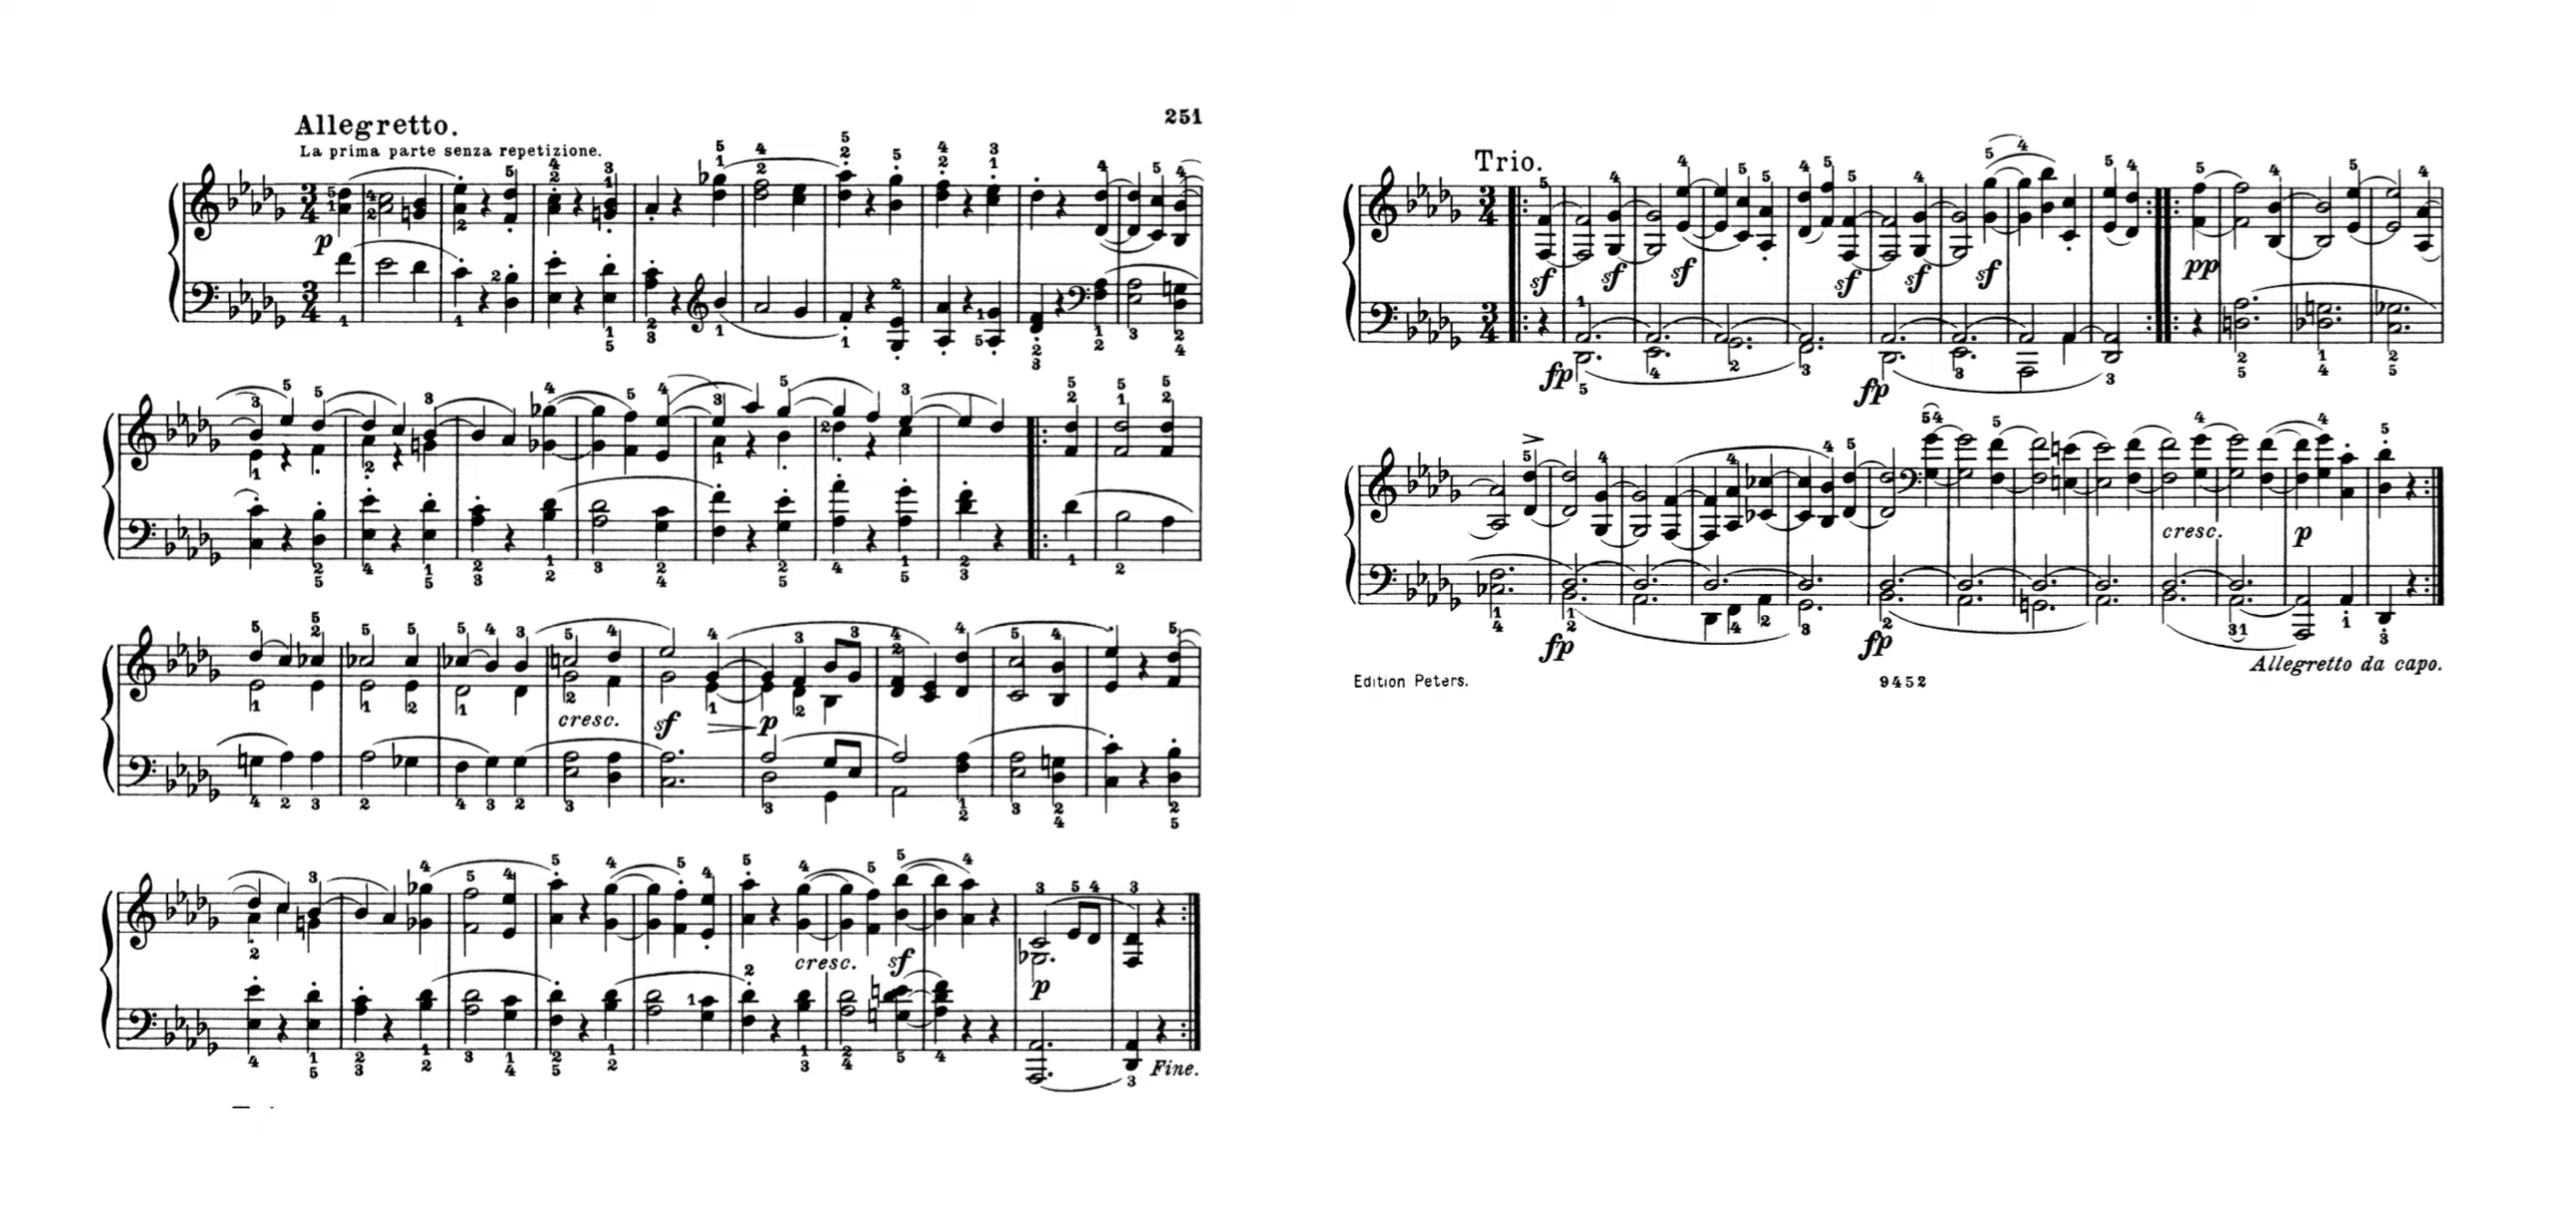 251
Allegretto.
La prima parte senza repetizione.
p
cresc.
sf
p
cresc.
sf
p
Fine.
Trio.
sf sf sf sf sf sf pp
fp fp
cresc. p
fp fp
Allegretto da capo.
Edition Peters. 9452